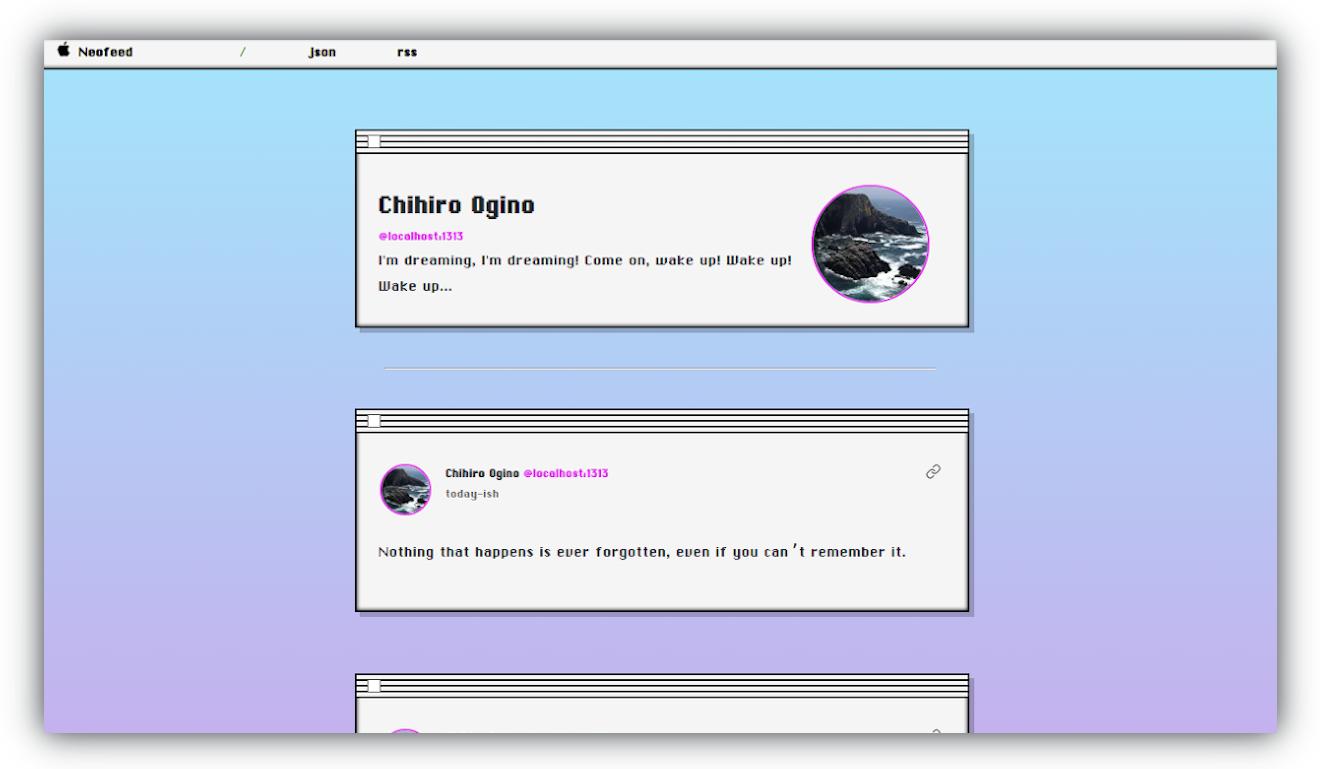 Neofeed / json rss
Chihiro Ogino
@localhost:1313
I'm dreaming, I'm dreaming! Come on, wake up! Wake up!
Wake up...
Chihiro Ogino @localhost:1313
today-ish
Nothing that happens is ever forgotten, even if you can't remember it.